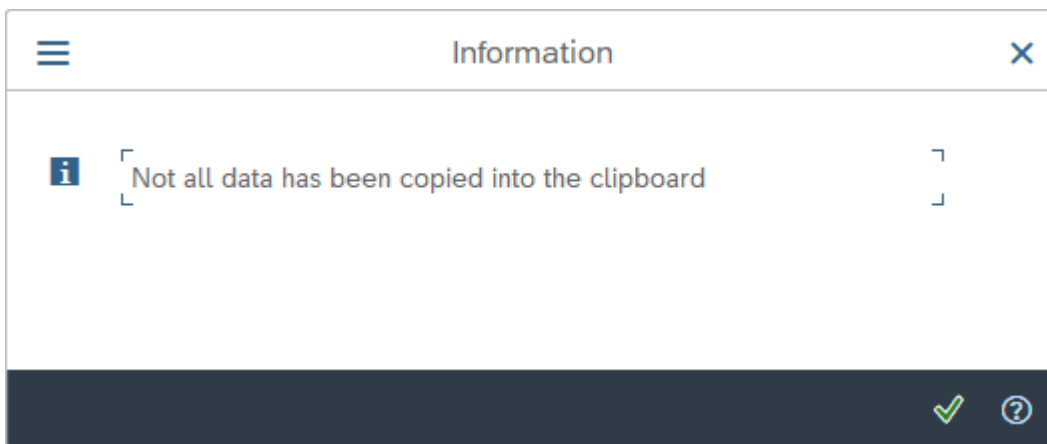 Information
Not all data has been copied into the clipboard